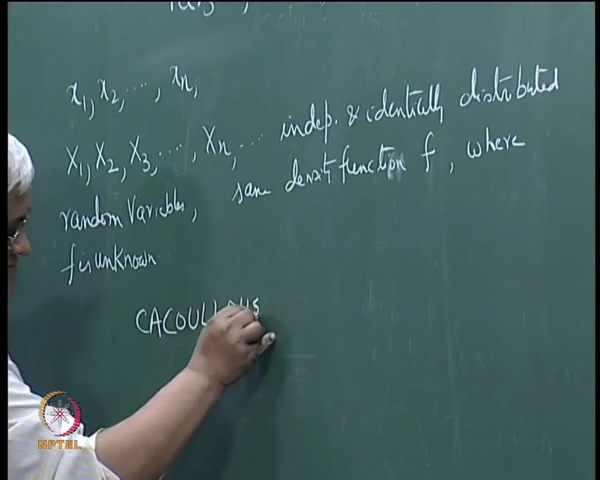 x1, x2, ...., xn,
X1, X2, X3, ...., Xn, ... indep. & identically distributed
random variables, same density function f, where
f is unknown
NPTEL